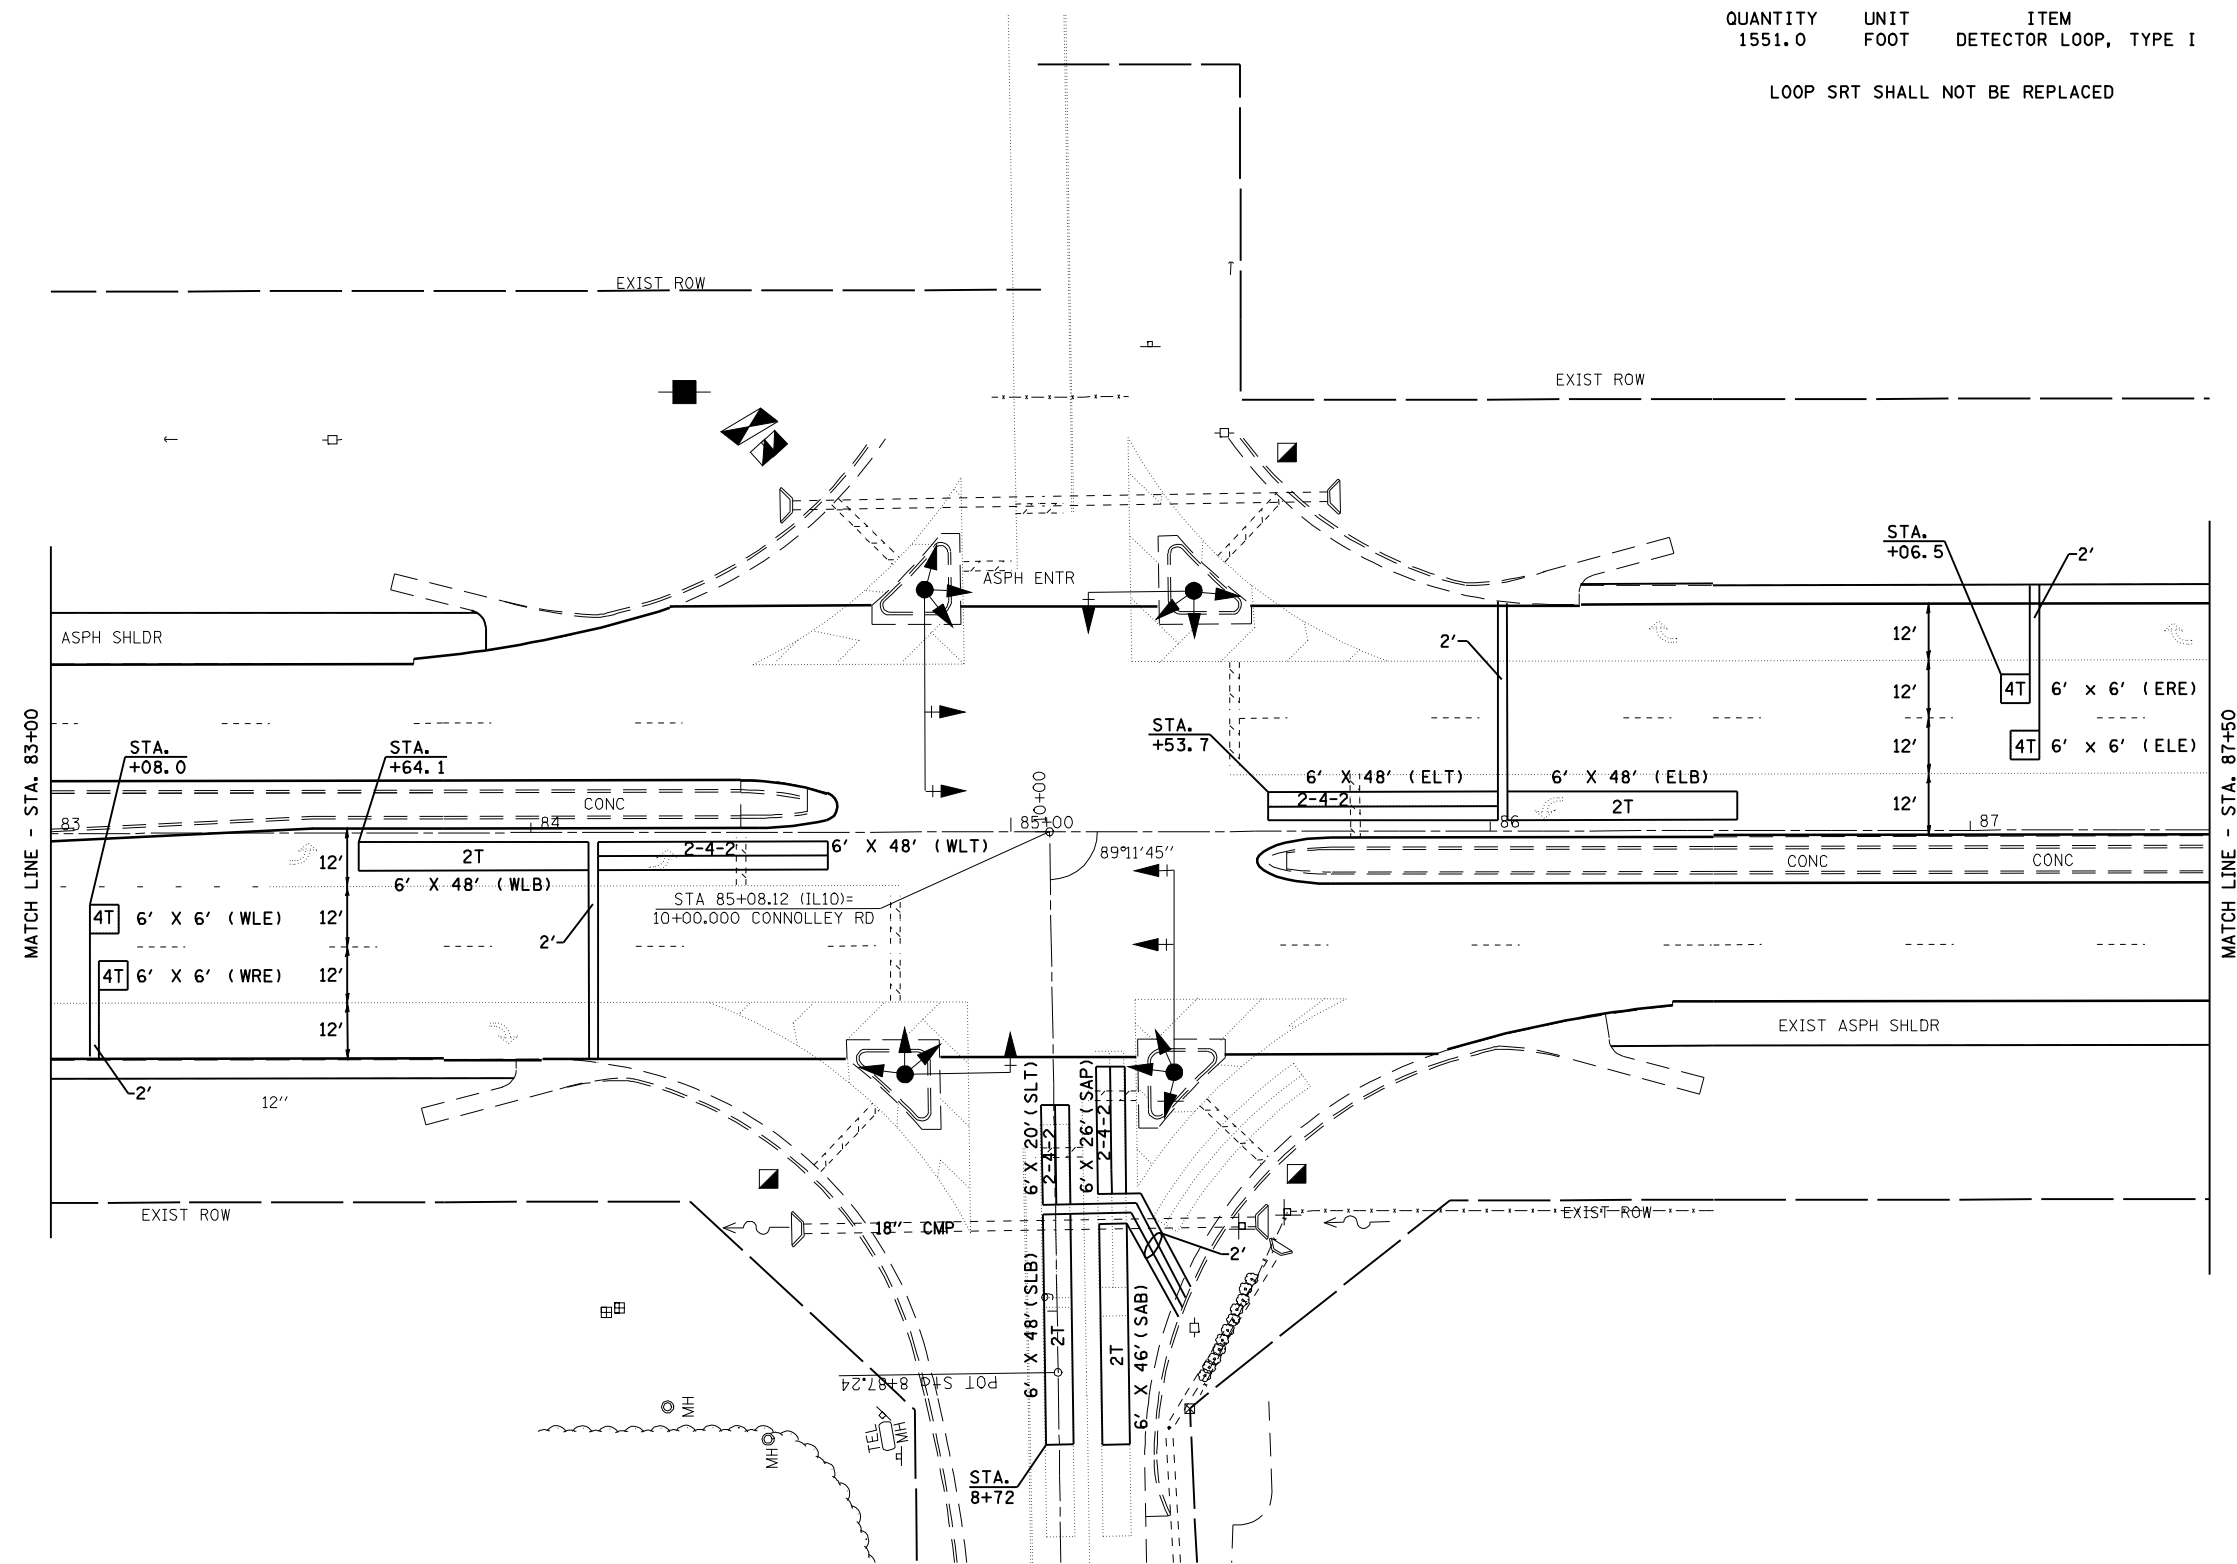 QUANTITY UNIT ITEM
1551.0 FOOT DETECTOR LOOP, TYPE I
LOOP SRT SHALL NOT BE REPLACED
EXIST ROW
EXIST ROW
STA.
+06.5
2'
ASPH ENTR
ASPH SHLDR
12'
12'
12'
12'
2'
4T 6' X 6' (ERE)
4T 6' X 6' (ELE)
MATCH LINE - STA. 83+00
MATCH LINE - STA. 87+50
STA.
+08.0
STA.
+64.1
STA.
+53.7
6' X 48' (ELT)
6' X 48' (ELB)
2-4-2
2T
CONC
83
84
85+00
10+00
86
87
89°11'45''
CONC
CONC
2T
2-4-2
6' X 48' (WLT)
6' X 48' (WLB)
12'
12'
12'
12'
STA 85+08.12 (IL10)=
10+00.000 CONNOLLEY RD
4T 6' X 6' (WLE)
4T 6' X 6' (WRE)
2'
2'
12''
EXIST ASPH SHLDR
6' X 20' (SLT)
2-4-2
6' X 26' (SAP)
2-4-2
EXIST ROW
EXIST ROW
18'' CMP
2'
6' X 48' (SLB)
2T
9
2T
6' X 46' (SAB)
POT Sta 8+87.24
MH
MH
TEL
MH
STA.
8+72